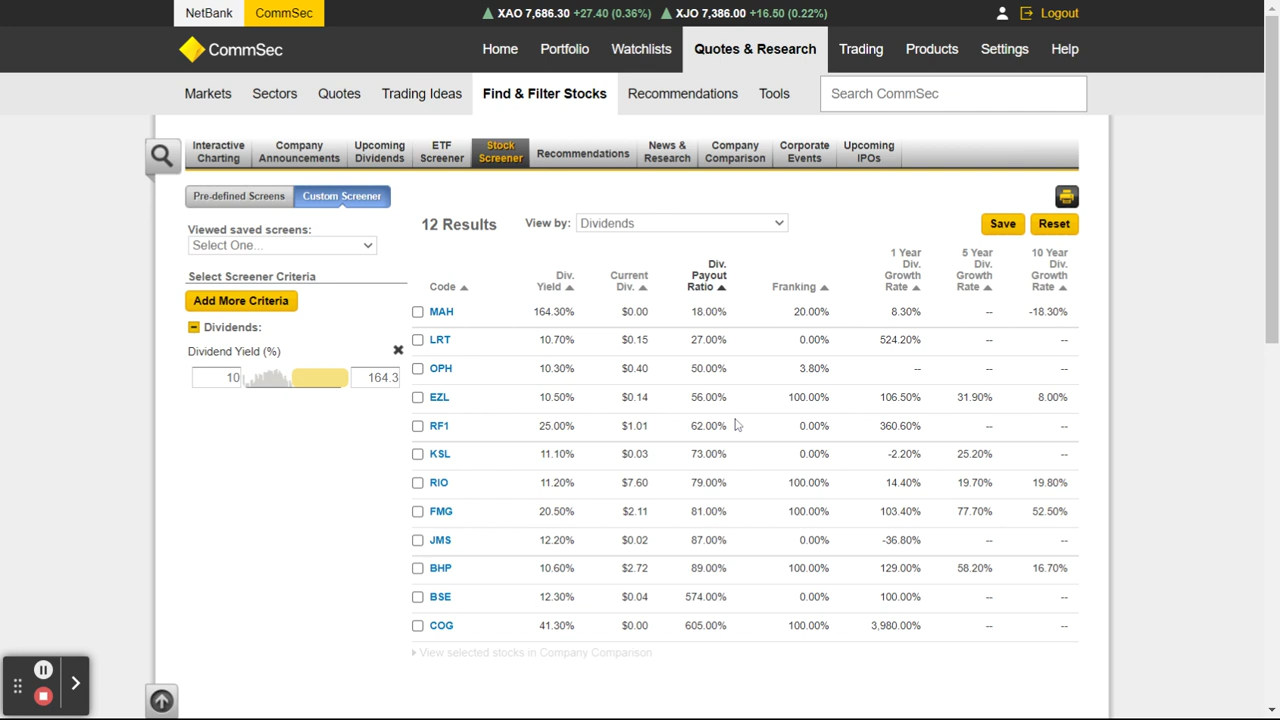 NetBank CommSec XAO 7,686.30 +27.40 (0.36%) XJO 7,386.00 +16.50 (0.22%) Logout
CommSec Home Portfolio Watchlists Quotes & Research Trading Products Settings Help
Markets Sectors Quotes Trading Ideas Find & Filter Stocks Recommendations Tools Search CommSec
Interactive Charting Company Announcements Upcoming Dividends ETF Screener Stock Screener Recommendations News & Research Company Comparison Corporate Events Upcoming IPOs
Pre-defined Screens Custom Screener
12 Results View by: Dividends Save Reset
Viewed saved screens:
Select One...
Select Screener Criteria
Add More Criteria
Dividends:
Dividend Yield (%)
10 164.3
Code Div. Yield Current Div. Div. Payout Ratio Franking 1 Year Div. Growth Rate 5 Year Div. Growth Rate 10 Year Div. Growth Rate
MAH 164.30% $0.00 18.00% 20.00% 8.30% -- -18.30%
LRT 10.70% $0.15 27.00% 0.00% 524.20% -- --
OPH 10.30% $0.40 50.00% 3.80% -- -- --
EZL 10.50% $0.14 56.00% 100.00% 106.50% 31.90% 8.00%
RF1 25.00% $1.01 62.00% 0.00% 360.60% -- --
KSL 11.10% $0.03 73.00% 0.00% -2.20% 25.20% --
RIO 11.20% $7.60 79.00% 100.00% 14.40% 19.70% 19.80%
FMG 20.50% $2.11 81.00% 100.00% 103.40% 77.70% 52.50%
JMS 12.20% $0.02 87.00% 0.00% -36.80% -- --
BHP 10.60% $2.72 89.00% 100.00% 129.00% 58.20% 16.70%
BSE 12.30% $0.04 574.00% 0.00% 100.00% -- --
COG 41.30% $0.00 605.00% 100.00% 3,980.00% -- --
View selected stocks in Company Comparison